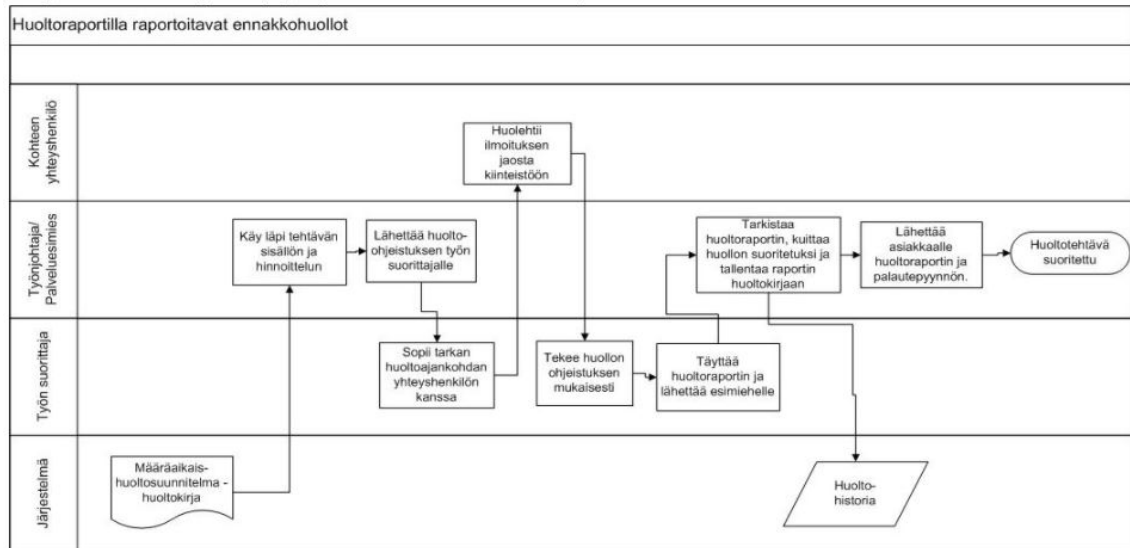 Huoltoraportilla raportoitavat ennakkohuollot
Kohteen
yhteyshenkilö
Huolehtii
ilmoituksen
jaosta
kiinteistöön
Työnjohtaja/
Palveluesimies
Käy läpi tehtävän
sisällön ja
hinnoittelun
Lähettää huolto-
ohjeistuksen työn
suorittajalle
Tarkistaa
huoltoraportin, kuittaa
huollon suoritetuksi ja
tallentaa raportin
huoltokirjaan
Lähettää
asiakkaalle
huoltoraportin ja
palautepyynnön.
Huoltotehtävä
suoritettu
Työn suorittaja
Sopii tarkan
huoltoajankohdan
yhteyshenkilön
kanssa
Tekee huollon
ohjeistuksen
mukaisesti
Täyttää
huoltoraportin ja
lähettää esimiehelle
Järjestelmä
Määräaikais-
huoltosuunnitelma -
huoltokirja
Huolto-
historia